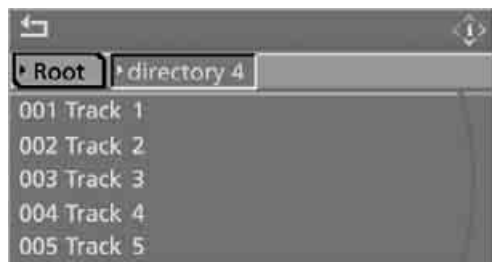 Root directory 4
001 Track 1
002 Track 2
003 Track 3
004 Track 4
005 Track 5